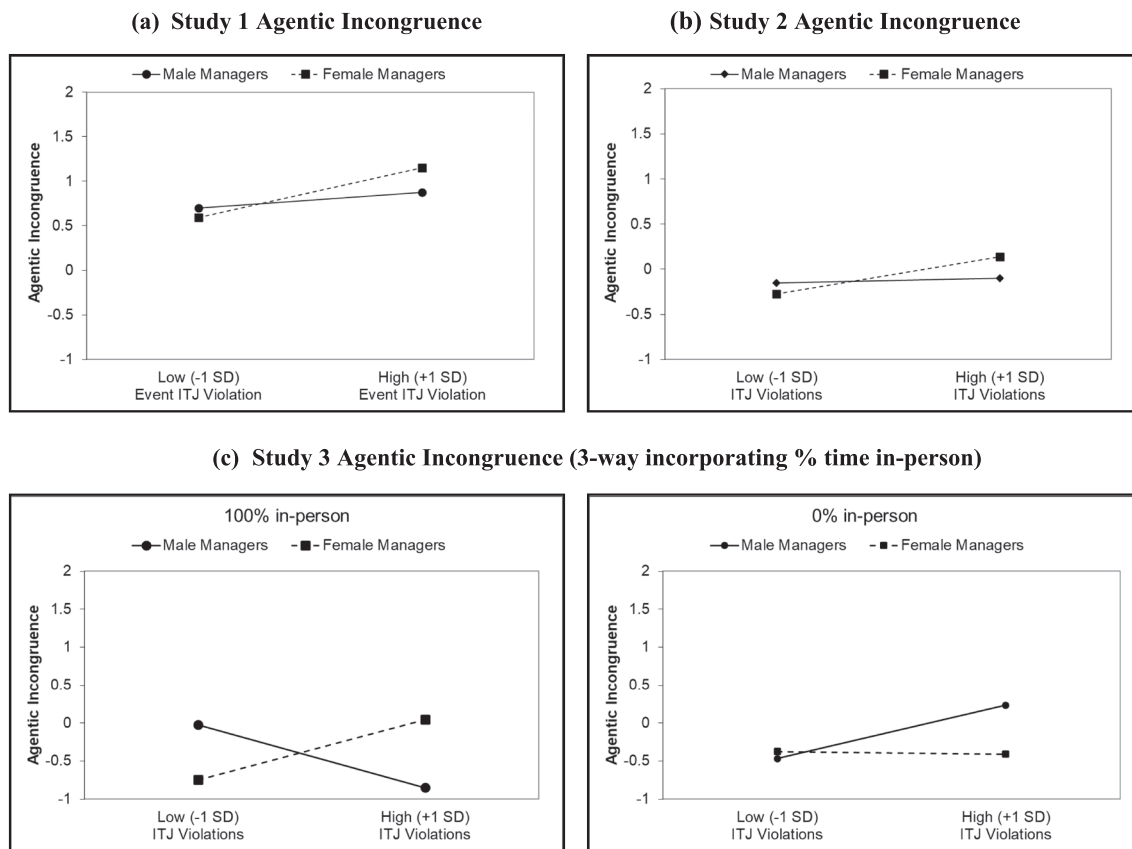 (a) Study 1 Agentic Incongruence
Male Managers Female Managers
2
1.5
1
0.5
0
-0.5
-1
Agentic Incongruence
Low (-1 SD) High (+1 SD)
Event ITJ Violation Event ITJ Violation
(b) Study 2 Agentic Incongruence
Male Managers Female Managers
2
1.5
1
0.5
0
-0.5
-1
Agentic Incongruence
Low (-1 SD) High (+1 SD)
ITJ Violations ITJ Violations
(c) Study 3 Agentic Incongruence (3-way incorporating % time in-person)
100% in-person
Male Managers Female Managers
2
1.5
1
0.5
0
-0.5
-1
Agentic Incongruence
Low (-1 SD) High (+1 SD)
ITJ Violations ITJ Violations
0% in-person
Male Managers Female Managers
2
1.5
1
0.5
0
-0.5
-1
Agentic Incongruence
Low (-1 SD) High (+1 SD)
ITJ Violations ITJ Violations